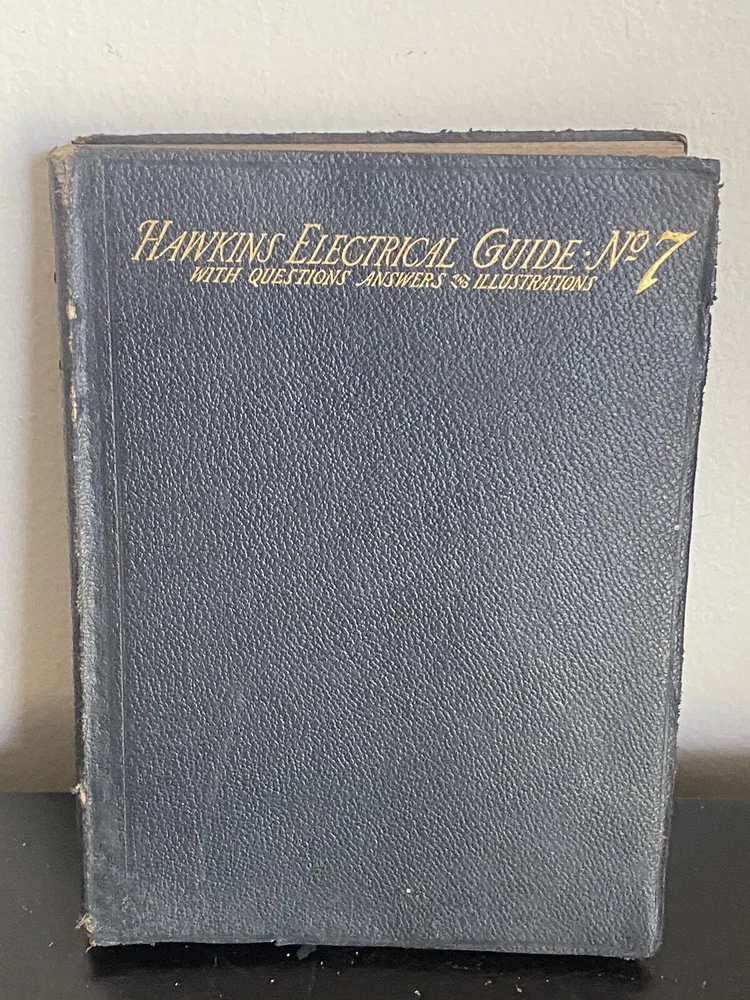 HAWKINS ELECTRICAL GUIDE · Nº 7
WITH QUESTIONS ANSWERS AND ILLUSTRATIONS